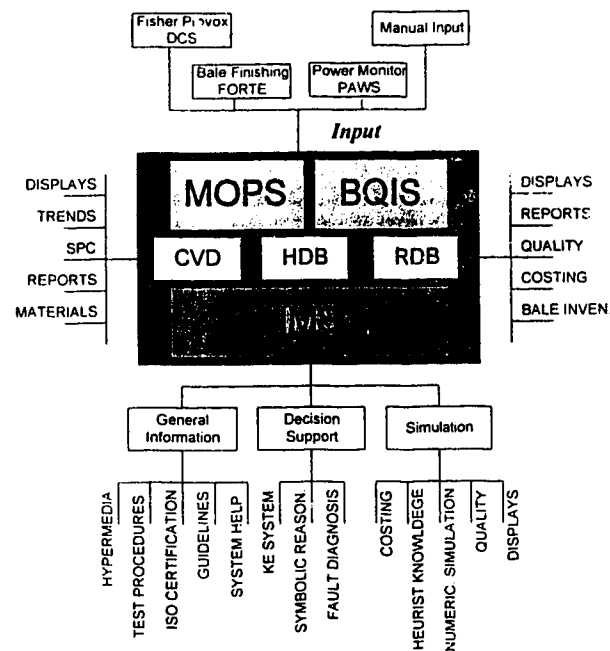 Fisher Provox
DCS
Manual Input
Bale Finishing
FORTE
Power Monitor
PAWS
Input
MOPS
BQIS
CVD
HDB
RDB
IMS
DISPLAYS
TRENDS
SPC
REPORTS
MATERIALS
DISPLAYS
REPORTS
QUALITY
COSTING
BALE INVEN.
General
Information
Decision
Support
Simulation
HYPERMEDIA
TEST PROCEDURES
ISO CERTIFICATION
GUIDELINES
SYSTEM HELP
KE SYSTEM
SYMBOLIC REASON.
FAULT DIAGNOSIS
COSTING
HEURIST KNOWLDEGE
NUMERIC. SIMULATION
QUALITY
DISPLAYS